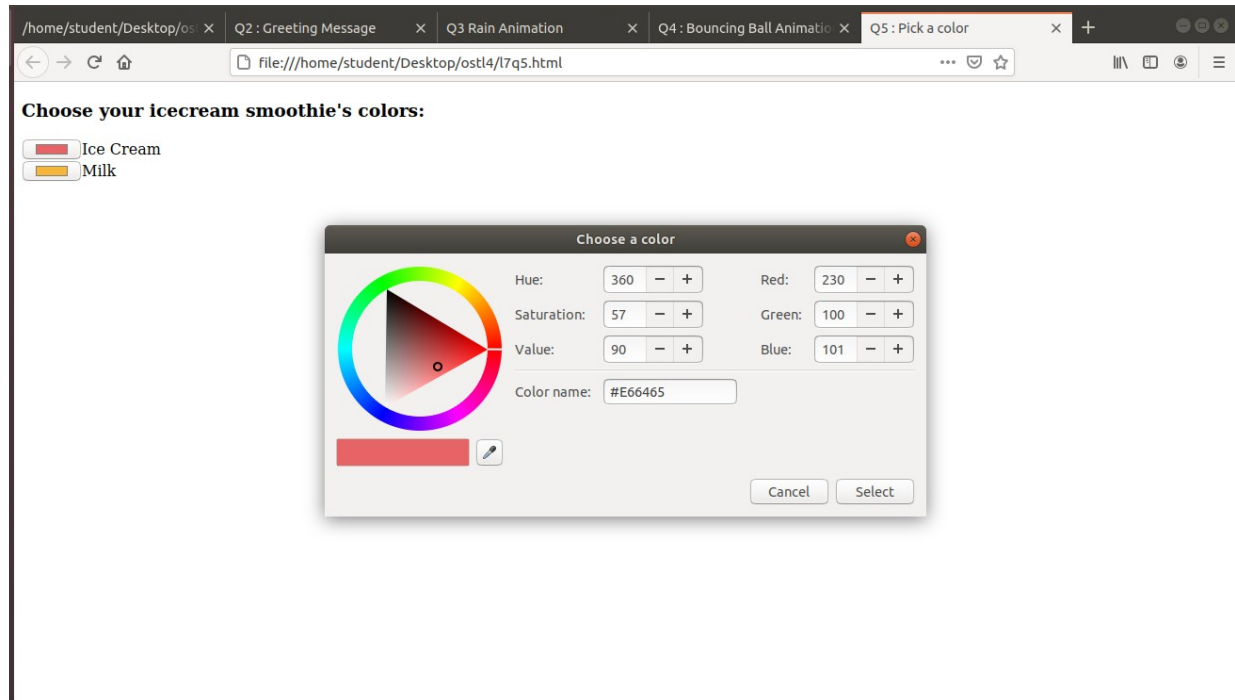 /home/student/Desktop/os
Q2 : Greeting Message
Q3 Rain Animation
Q4 : Bouncing Ball Animatio
Q5 : Pick a color
file:///home/student/Desktop/ostl4/l7q5.html
Choose your icecream smoothie's colors:
Ice Cream
Milk
Choose a color
Hue: 360 − + Red: 230 − +
Saturation: 57 − + Green: 100 − +
Value: 90 − + Blue: 101 − +
Color name: #E66465
Cancel Select